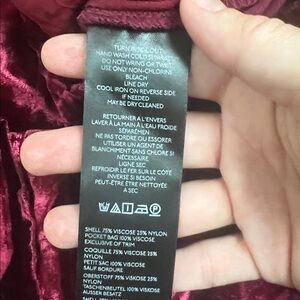 TURN INSIDE OUT
HAND WASH COLD SEPARATELY
DO NOT WRING OR TWIST
USE ONLY NON-CHLORINE
BLEACH
LINE DRY
COOL IRON ON REVERSE SIDE
IF NEEDED
MAY BE DRY CLEANED
RETOURNER A L'ENVERS
LAVER À LA MAIN A L'EAU FROIDE
SÉPARÉMEN
NE PAS TORDRE OU ESSORER
UTILISER UN AGENT DE
BLANCHIMENT SANS CHLORE SI
NÉCESSAIRE
LIGNE SEC
REFROIDIR LE FER SUR LE CÔTÉ
INVERSE SI BESOIN
PEUT-ÊTRE ÊTRE NETTOYÉE
A SEC
SHELL 75% VISCOSE 25% NYLON
POCKET BAG 100% VISCOSE
EXCLUSIVE OF TRIM
COQUILLE 75% VISCOSE 25%
NYLON
PETIT SAC 100% VISCOSE
SAUF BORDURE
OBERSTOFF 75% VISKOSE 25%
NYLON
TASCHENBEUTEL 100% VISKOSE
AUSSER BESATZ